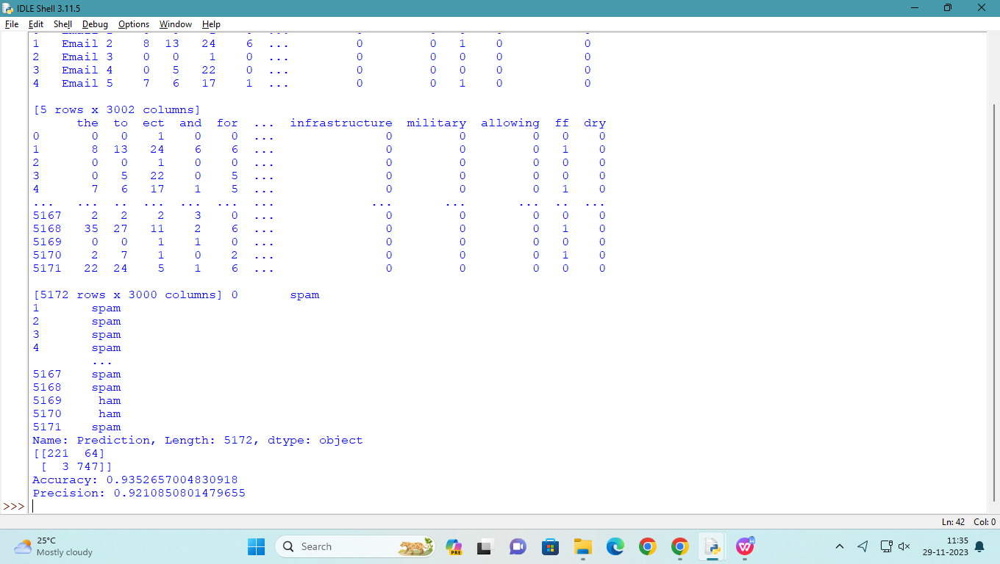 IDLE Shell 3.11.5
File Edit Shell Debug Options Window Help
1 Email 2 8 13 24 6 ... 0 0 1 0 0
2 Email 3 0 0 1 0 ... 0 0 0 0 0
3 Email 4 0 5 22 0 ... 0 0 0 0 0
4 Email 5 7 6 17 1 ... 0 0 1 0 0
[5 rows x 3002 columns]
the to ect and for ... infrastructure military allowing ff dry
0 0 0 1 0 0 ... 0 0 0 0 0
1 8 13 24 6 6 ... 0 0 0 1 0
2 0 0 1 0 0 ... 0 0 0 0 0
3 0 5 22 0 5 ... 0 0 0 0 0
4 7 6 17 1 5 ... 0 0 0 1 0
... ... .. ... ... ... ... ... ... ... .. ...
5167 2 2 2 3 0 ... 0 0 0 0 0
5168 35 27 11 2 6 ... 0 0 0 1 0
5169 0 0 1 1 0 ... 0 0 0 0 0
5170 2 7 1 0 2 ... 0 0 0 1 0
5171 22 24 5 1 6 ... 0 0 0 0 0
[5172 rows x 3000 columns] 0 spam
1 spam
2 spam
3 spam
4 spam
...
5167 spam
5168 spam
5169 ham
5170 ham
5171 spam
Name: Prediction, Length: 5172, dtype: object
[[221 64]
[ 3 747]]
Accuracy: 0.9352657004830918
Precision: 0.9210850801479655
>>>
Ln: 42 Col: 0
25°C
Mostly cloudy
Search
PRE
11:35
29-11-2023